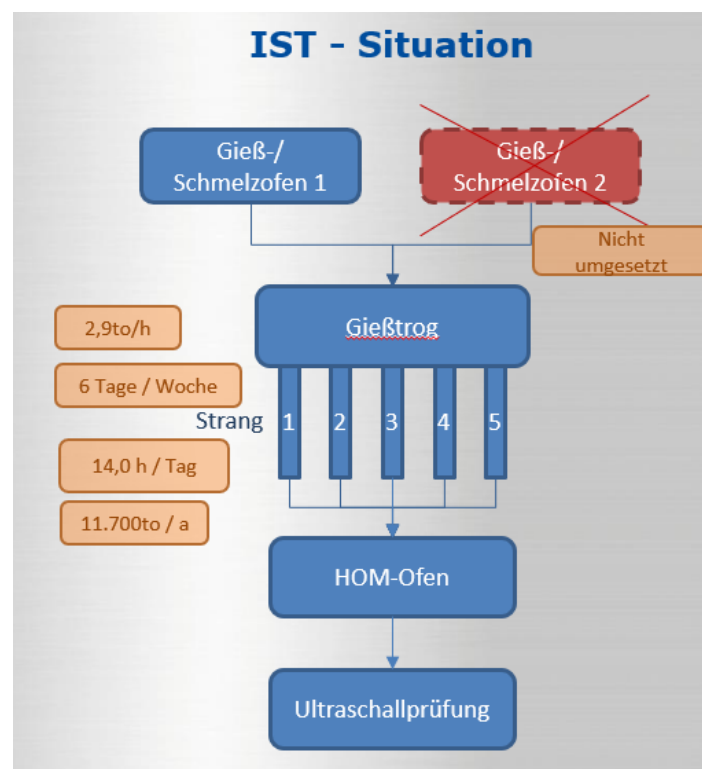 IST - Situation
Gieß-/
Schmelzofen 1
Gieß-/
Schmelzofen 2
Nicht
umgesetzt
2,9to/h
Gießtrog
6 Tage / Woche
Strang
1 2 3 4 5
14,0 h / Tag
11.700to / a
HOM-Ofen
Ultraschallprüfung